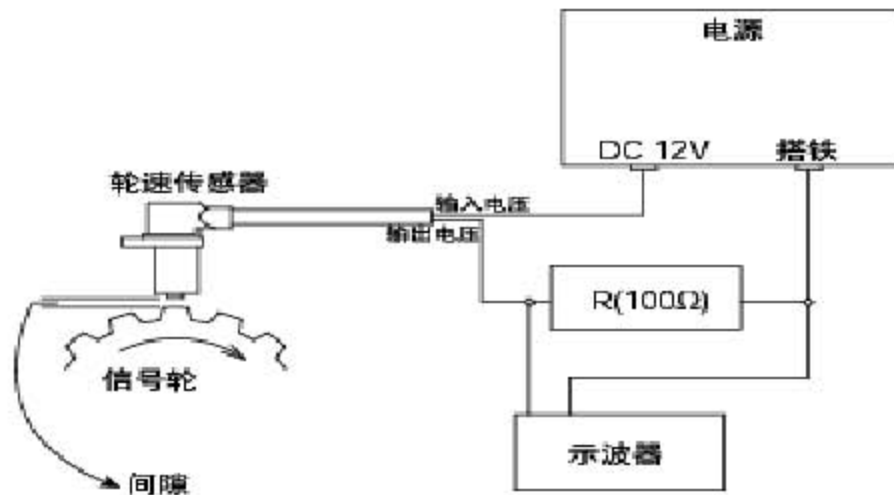 电源
DC 12V 搭铁
轮速传感器
输入电压
输出电压
R(100Ω)
信号轮
示波器
间隙